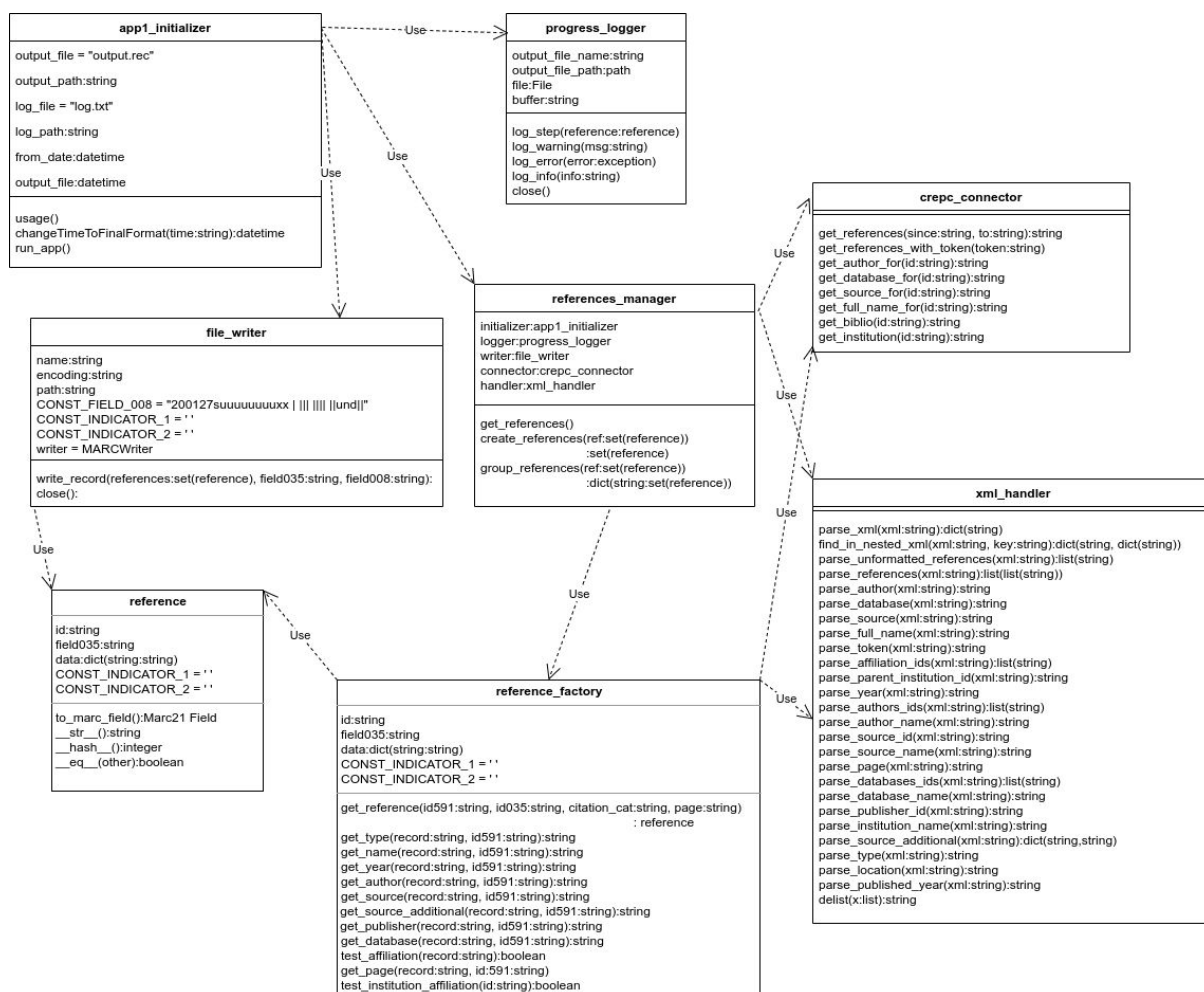 app1_initializer
output_file = "output.rec"
output_path:string
log_file = "log.txt"
log_path:string
from_date:datetime
output_file:datetime
usage()
changeTimeToFinalFormat(time:string):datetime
run_app()
Use
progress_logger
output_file_name:string
output_file_path:path
file:File
buffer:string
log_step(reference:reference)
log_warning(msg:string)
log_error(error:exception)
log_info(info:string)
close()
Use
Use
crepc_connector
get_references(since:string, to:string):string
get_references_with_token(token:string)
get_author_for(id:string):string
get_database_for(id:string):string
get_source_for(id:string):string
get_full_name_for(id:string):string
get_biblio(id:string):string
get_institution(id:string):string
Use
references_manager
initializer:app1_initializer
logger:progress_logger
writer:file_writer
connector:crepc_connector
handler:xml_handler
get_references()
create_references(ref:set(reference))
:set(reference)
group_references(ref:set(reference))
:dict(string:set(reference))
file_writer
name:string
encoding:string
path:string
CONST_FIELD_008 = "200127suuuuuuuuxx | ||| |||| ||und||"
CONST_INDICATOR_1 = ' '
CONST_INDICATOR_2 = ' '
writer = MARCWriter
write_record(references:set(reference), field035:string, field008:string):
close():
Use
Use
xml_handler
parse_xml(xml:string):dict(string)
find_in_nested_xml(xml:string, key:string):dict(string, dict(string))
parse_unformatted_references(xml:string):list(string)
parse_references(xml:string):list(list(string))
parse_author(xml:string):string
parse_database(xml:string):string
parse_source(xml:string):string
parse_full_name(xml:string):string
parse_token(xml:string):string
parse_affiliation_ids(xml:string):list(string)
parse_parent_institution_id(xml:string):string
parse_year(xml:string):string
parse_authors_ids(xml:string):list(string)
parse_author_name(xml:string):string
parse_source_id(xml:string):string
parse_source_name(xml:string):string
parse_page(xml:string):string
parse_databases_ids(xml:string):list(string)
parse_database_name(xml:string):string
parse_publisher_id(xml:string):string
parse_institution_name(xml:string):string
parse_source_additional(xml:string):dict(string,string)
parse_type(xml:string):string
parse_location(xml:string):string
parse_published_year(xml:string):string
delist(x:list):string
Use
reference
id:string
field035:string
data:dict(string:string)
CONST_INDICATOR_1 = ' '
CONST_INDICATOR_2 = ' '
to_marc_field():Marc21 Field
__str__():string
__hash__():integer
__eq__(other):boolean
Use
Use
Use
reference_factory
id:string
field035:string
data:dict(string:string)
CONST_INDICATOR_1 = ' '
CONST_INDICATOR_2 = ' '
get_reference(id591:string, id035:string, citation_cat:string, page:string)
: reference
get_type(record:string, id591:string):string
get_name(record:string, id591:string):string
get_year(record:string, id591:string):string
get_author(record:string, id591:string):string
get_source(record:string, id591:string):string
get_source_additional(record:string, id591:string):string
get_publisher(record:string, id591:string):string
get_database(record:string, id591:string):string
test_affiliation(record:string):boolean
get_page(record:string, id:591:string)
test_institution_affiliation(id:string):boolean